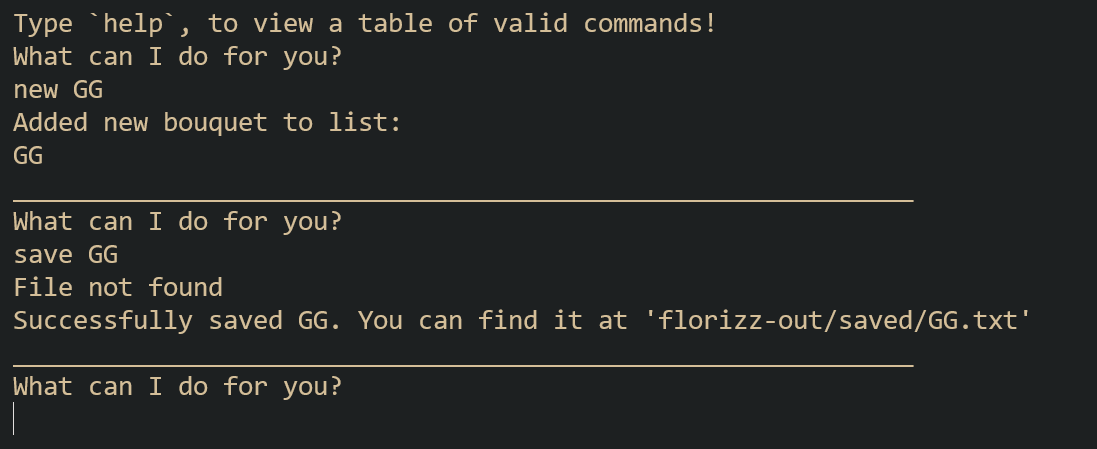 Type `help`, to view a table of valid commands!
What can I do for you?
new GG
Added new bouquet to list:
GG
____________________________________________________________
What can I do for you?
save GG
File not found
Successfully saved GG. You can find it at 'florizz-out/saved/GG.txt'
____________________________________________________________
What can I do for you?